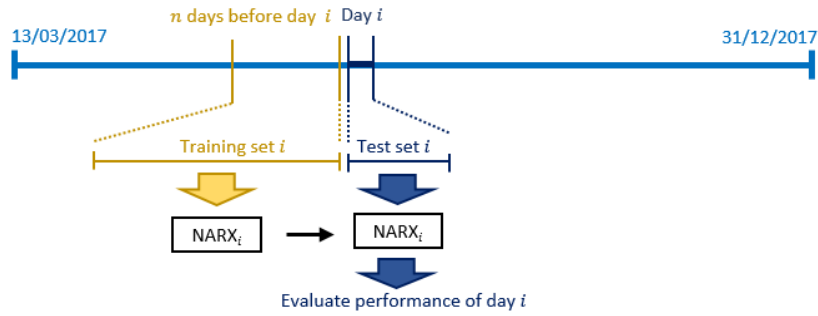 n days before day i
Day i
13/03/2017
31/12/2017
Training set i
Test set i
NARXᵢ
NARXᵢ
Evaluate performance of day i